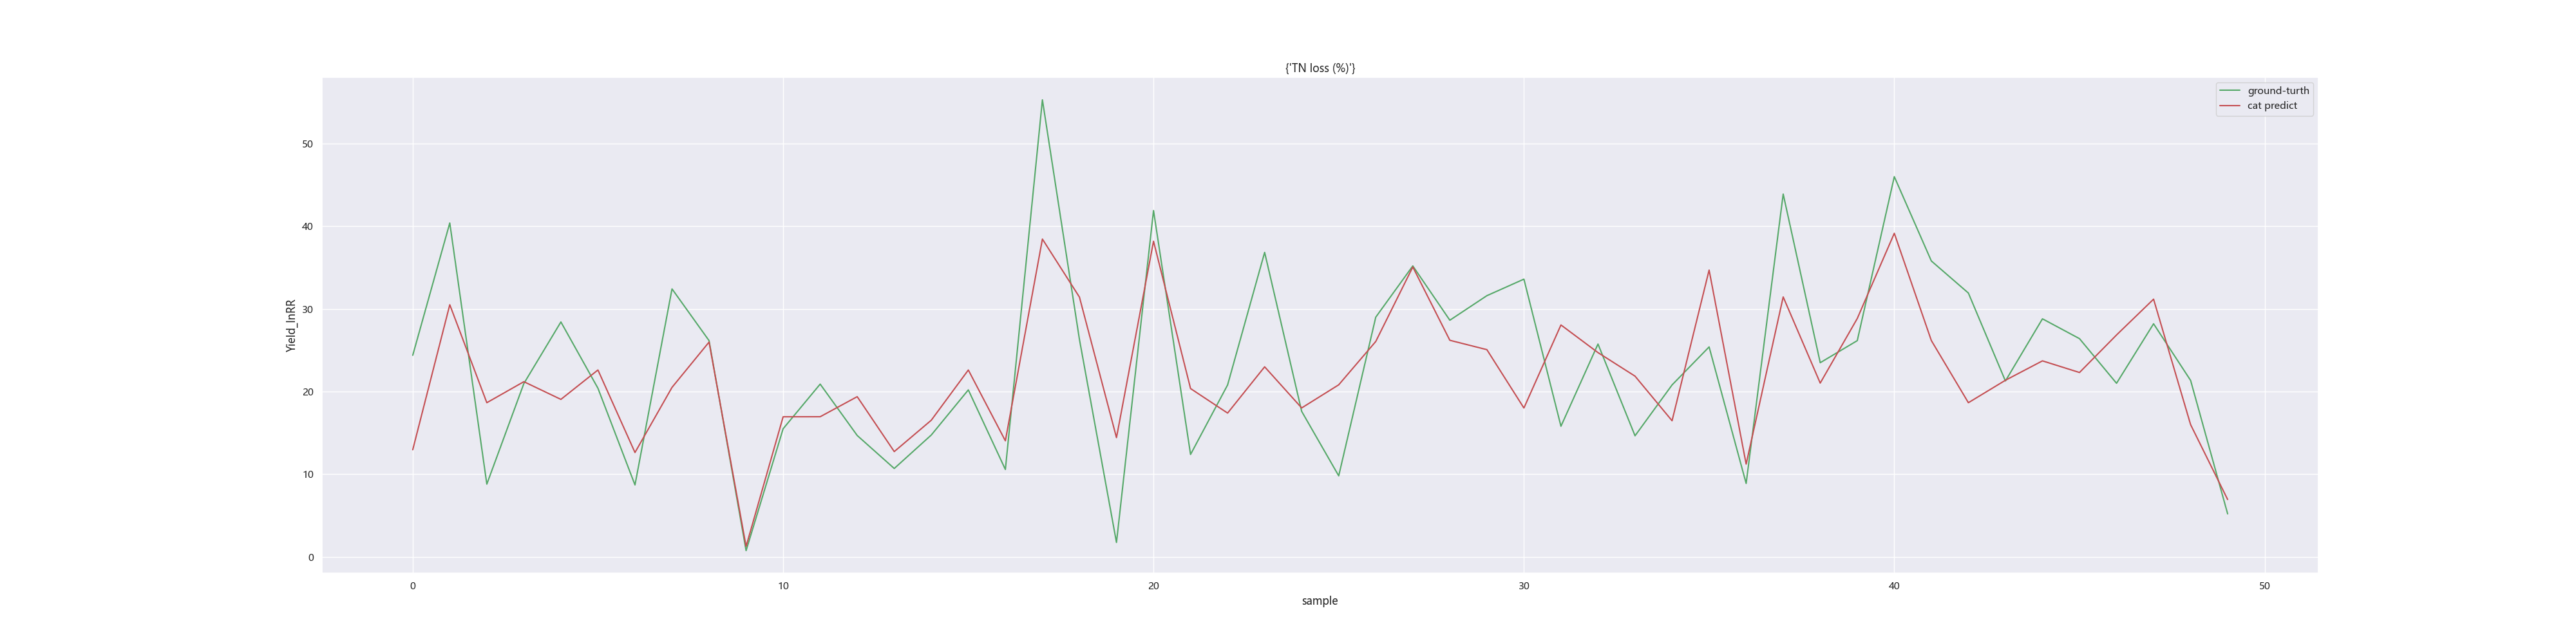 {'TN loss (%)'}
ground-turth
cat predict
Yield_lnRR
50
40
30
20
10
0
0 10 20 30 40 50
sample